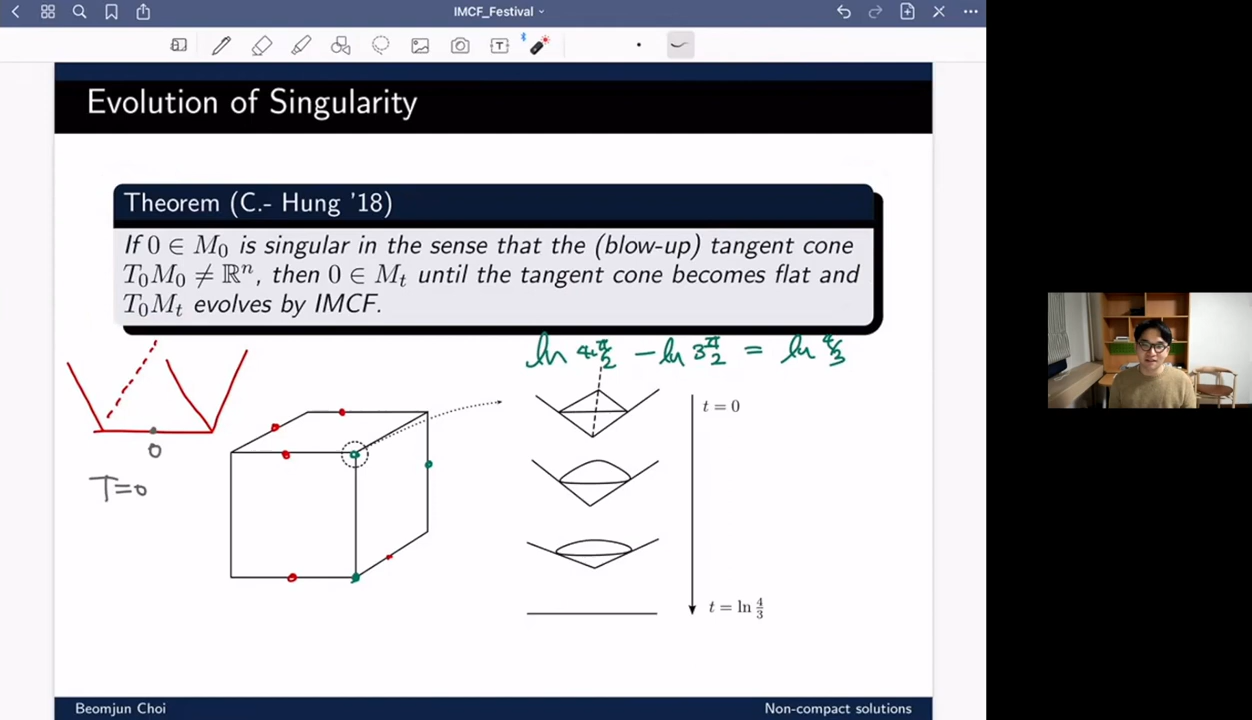 IMCF_Festival
Evolution of Singularity
Theorem (C.- Hung '18)
If 0 ∈ M₀ is singular in the sense that the (blow-up) tangent cone
T₀M₀ ≠ ℝⁿ, then 0 ∈ Mₜ until the tangent cone becomes flat and
T₀Mₜ evolves by IMCF.
ln 4π/2 − ln 3π/2 = ln 4/3
t = 0
0
T=0
t = ln 4/3
Beomjun Choi
Non-compact solutions